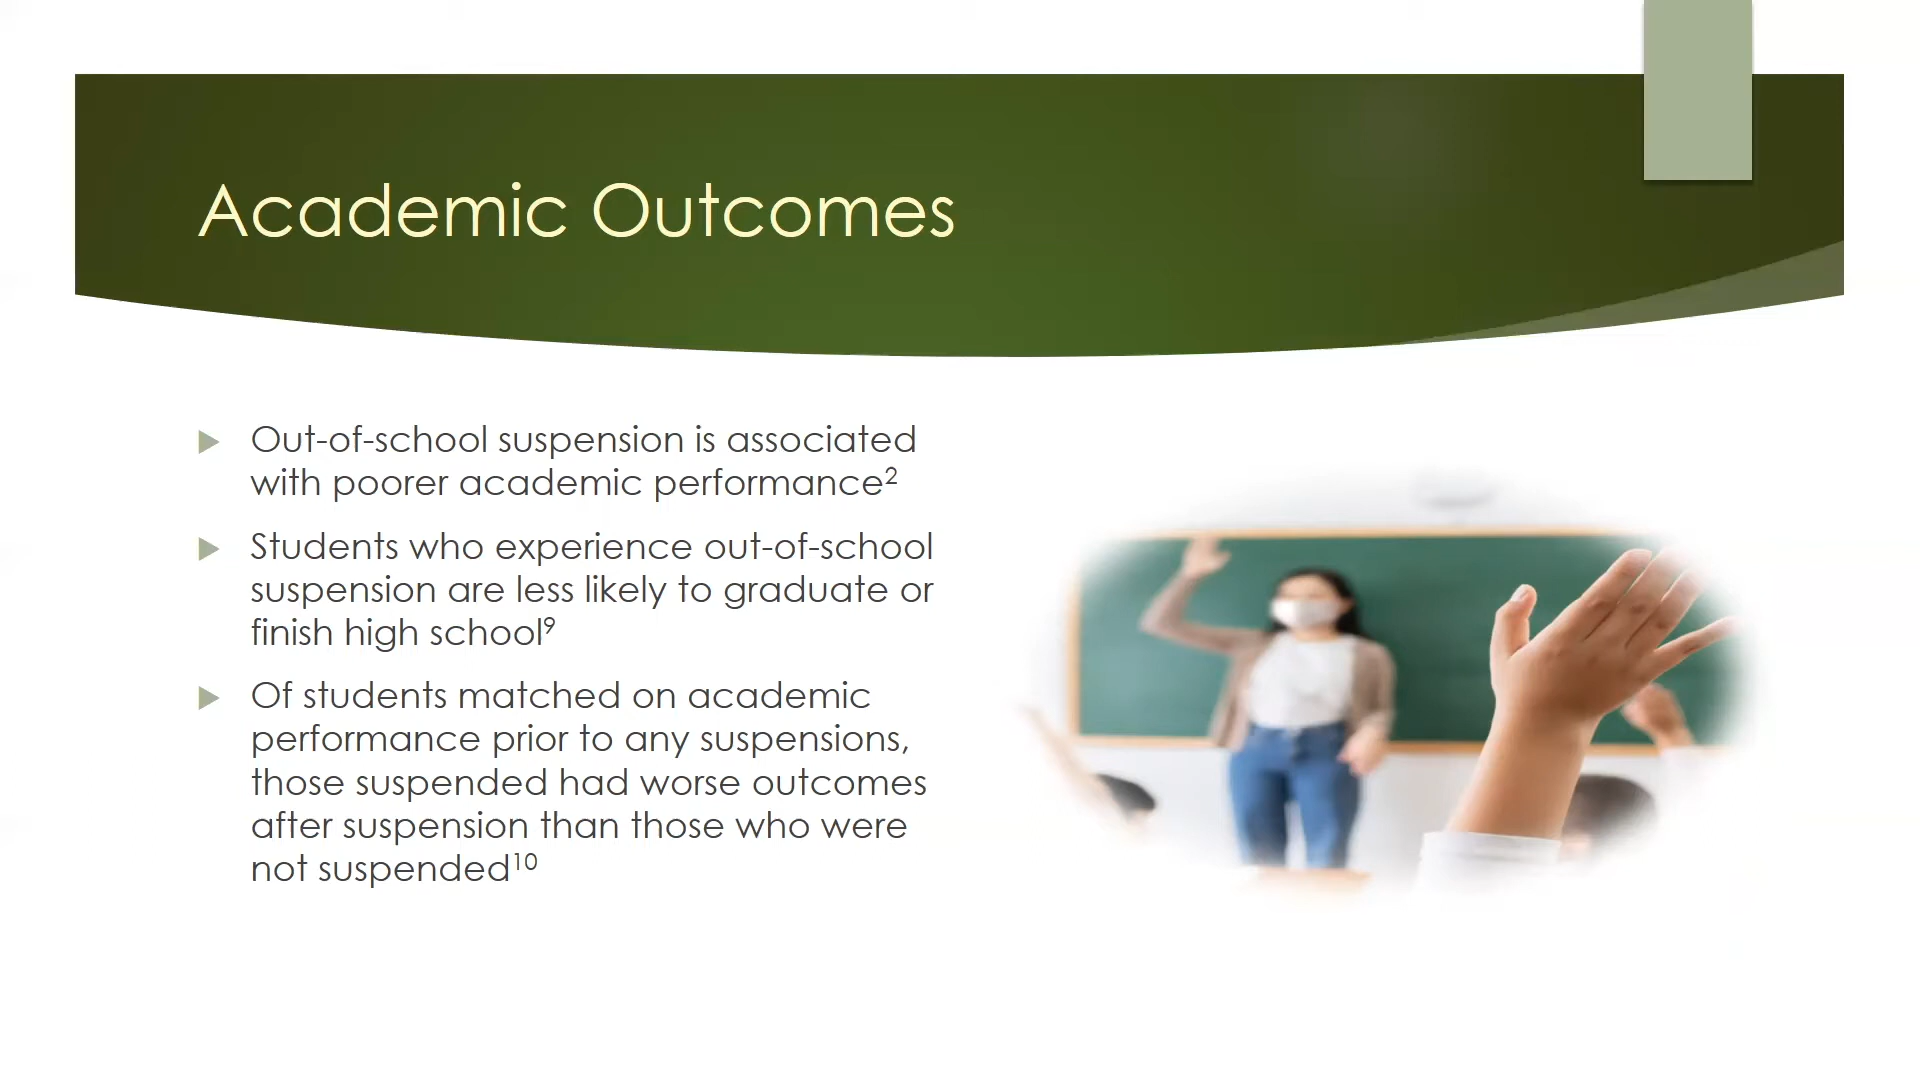 Academic Outcomes
Out-of-school suspension is associated
with poorer academic performance²
Students who experience out-of-school
suspension are less likely to graduate or
finish high school⁹
Of students matched on academic
performance prior to any suspensions,
those suspended had worse outcomes
after suspension than those who were
not suspended¹⁰